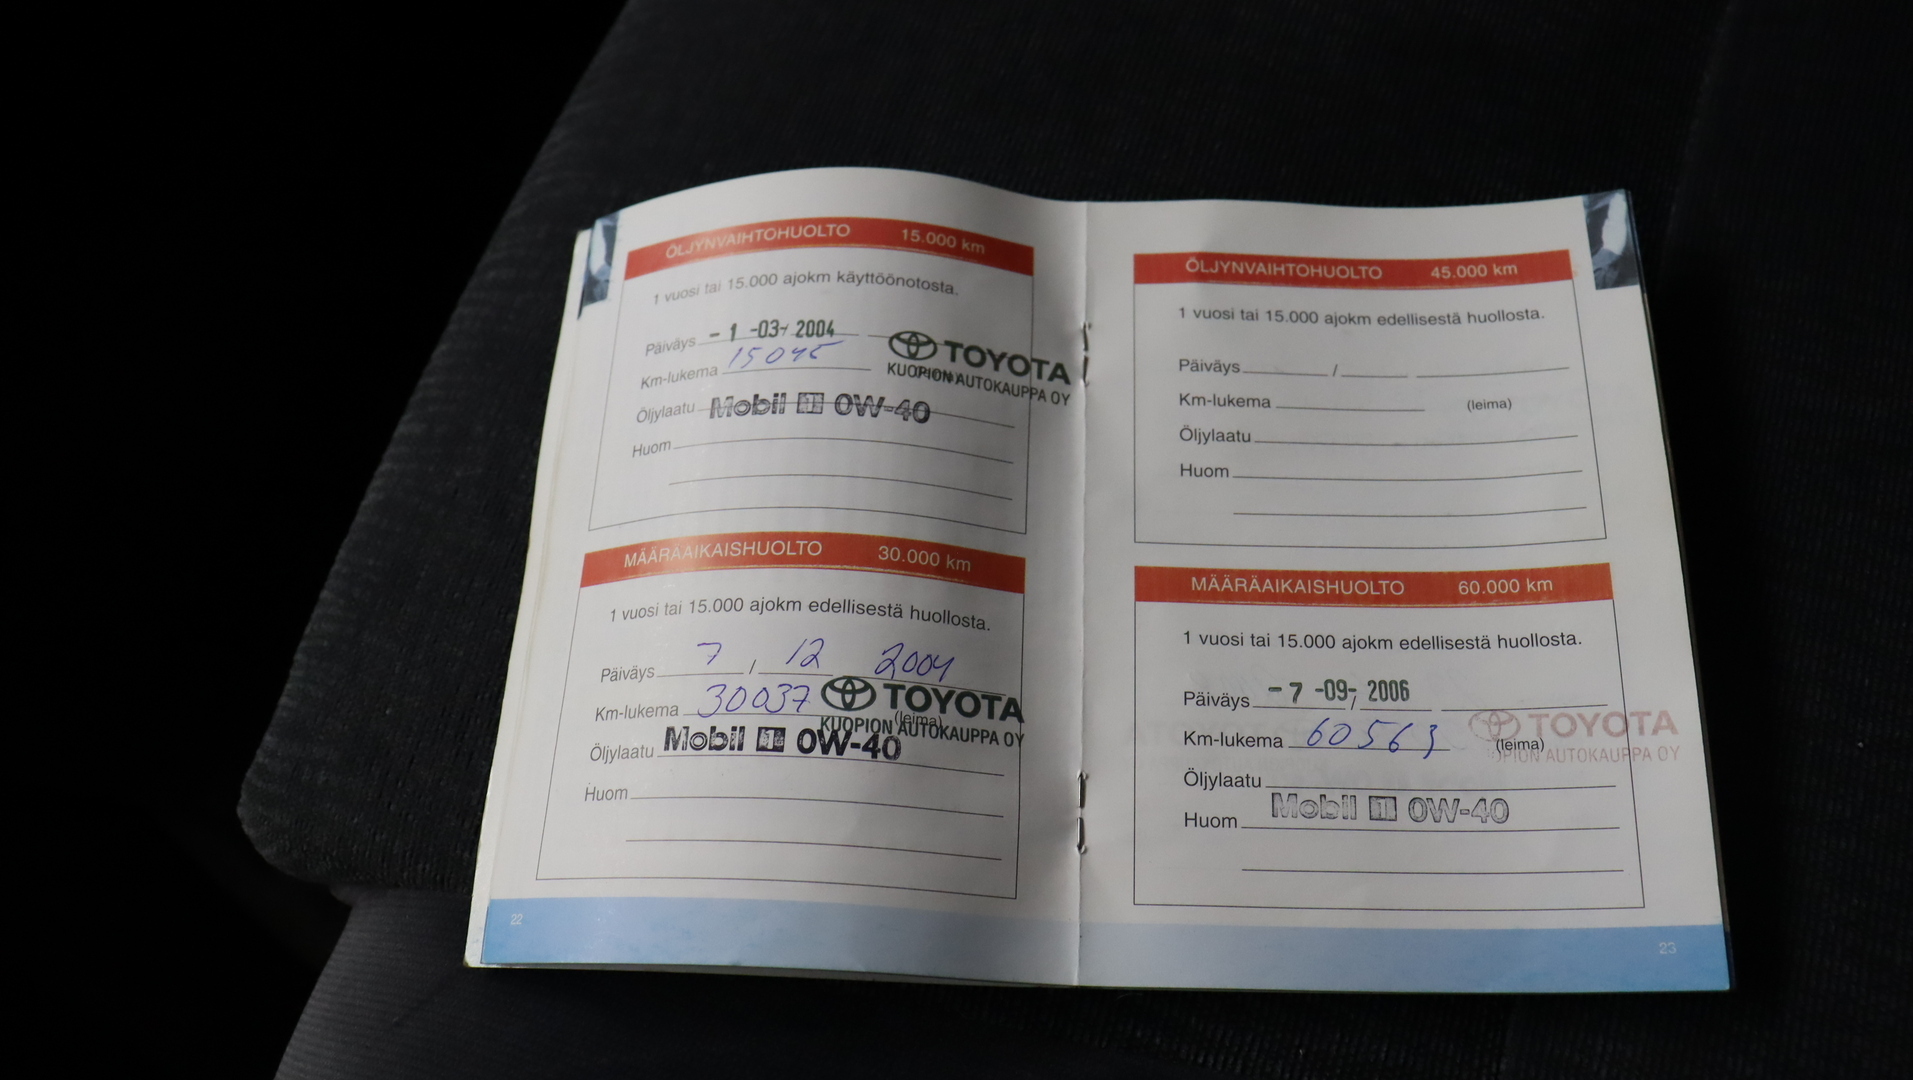 ÖLJYNVAIHTOHUOLTO 15.000 km
1 vuosi tai 15.000 ajokm käyttöönotosta.
Päiväys - 1 -03- 2004
TOYOTA
Km-lukema 15045
KUOPION AUTOKAUPPA OY
Öljylaatu Mobil 1 0W-40
Huom
MÄÄRÄAIKAISHUOLTO 30.000 km
1 vuosi tai 15.000 ajokm edellisestä huollosta.
Päiväys 7 / 12 2004
Km-lukema 30037 TOYOTA
(leima)
KUOPION AUTOKAUPPA OY
Öljylaatu Mobil 1 0W-40
Huom
22
ÖLJYNVAIHTOHUOLTO 45.000 km
1 vuosi tai 15.000 ajokm edellisestä huollosta.
Päiväys /
Km-lukema (leima)
Öljylaatu
Huom
MÄÄRÄAIKAISHUOLTO 60.000 km
1 vuosi tai 15.000 ajokm edellisestä huollosta.
Päiväys - 7 -09- 2006
TOYOTA
Km-lukema 60563 (leima)
OPION AUTOKAUPPA OY
Öljylaatu
Mobil 1 0W-40
Huom
23